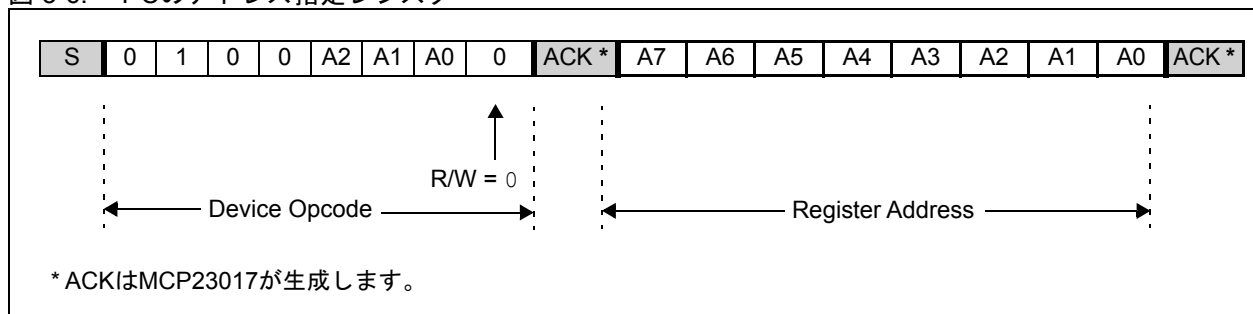 S 0 1 0 0 A2 A1 A0 0 ACK * A7 A6 A5 A4 A3 A2 A1 A0 ACK *
R/W = 0
Device Opcode Register Address
* ACKはMCP23017が生成します。